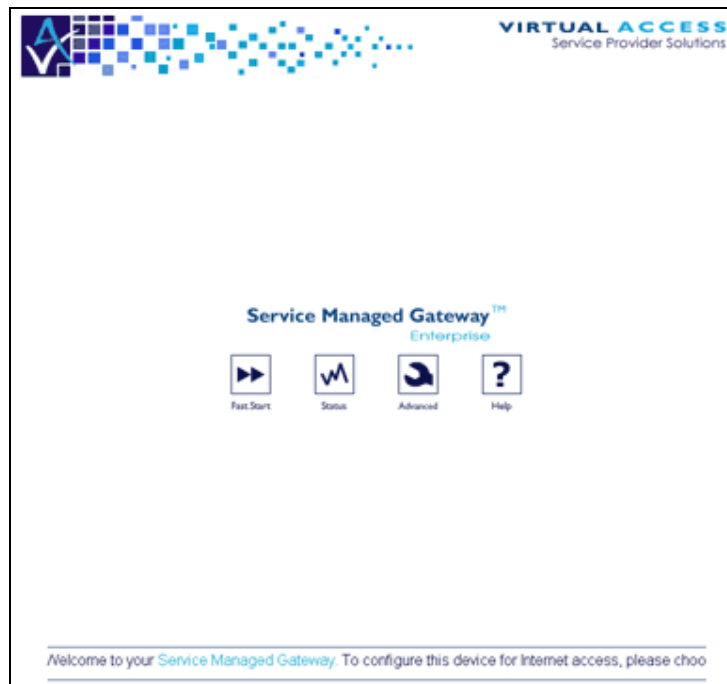 VIRTUAL ACCESS
Service Provider Solutions
Service Managed Gateway™
Enterprise
Fast Start
Status
Advanced
Help
Welcome to your Service Managed Gateway. To configure this device for Internet access, please choo